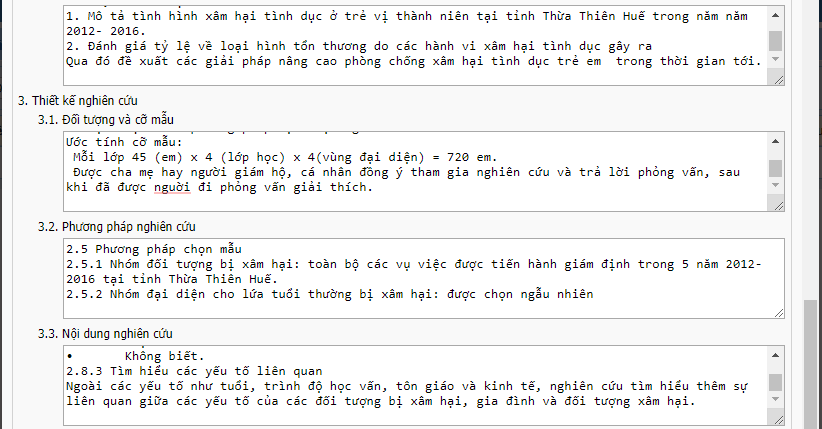 1. Mô tả tình hình xâm hại tình dục ở trẻ vị thành niên tại tỉnh Thừa Thiên Huế trong năm năm
2012- 2016.
2. Đánh giá tỷ lệ về loại hình tổn thương do các hành vi xâm hại tình dục gây ra
Qua đó đề xuất các giải pháp nâng cao phòng chống xâm hại tình dục trẻ em  trong thời gian tới.
3. Thiết kế nghiên cứu
3.1. Đối tượng và cỡ mẫu
Ước tính cỡ mẫu:
Mỗi lớp 45 (em) x 4 (lớp học) x 4(vùng đại diện) = 720 em.
Được cha mẹ hay người giám hộ, cá nhân đồng ý tham gia nghiên cứu và trả lời phỏng vấn, sau
khi đã được nguời đi phỏng vấn giải thích.
3.2. Phương pháp nghiên cứu
2.5 Phương pháp chọn mẫu
2.5.1 Nhóm đối tượng bị xâm hại: toàn bộ các vụ việc được tiến hành giám định trong 5 năm 2012-
2016 tại tỉnh Thừa Thiên Huế.
2.5.2 Nhóm đại diện cho lứa tuổi thường bị xâm hại: được chọn ngẫu nhiên
3.3. Nội dung nghiên cứu
• Không biết.
2.8.3 Tìm hiểu các yếu tố liên quan
Ngoài các yếu tố như tuổi, trình độ học vấn, tôn giáo và kinh tế, nghiên cứu tìm hiểu thêm sự
liên quan giữa các yếu tố của các đối tượng bị xâm hại, gia đình và đối tượng xâm hại.